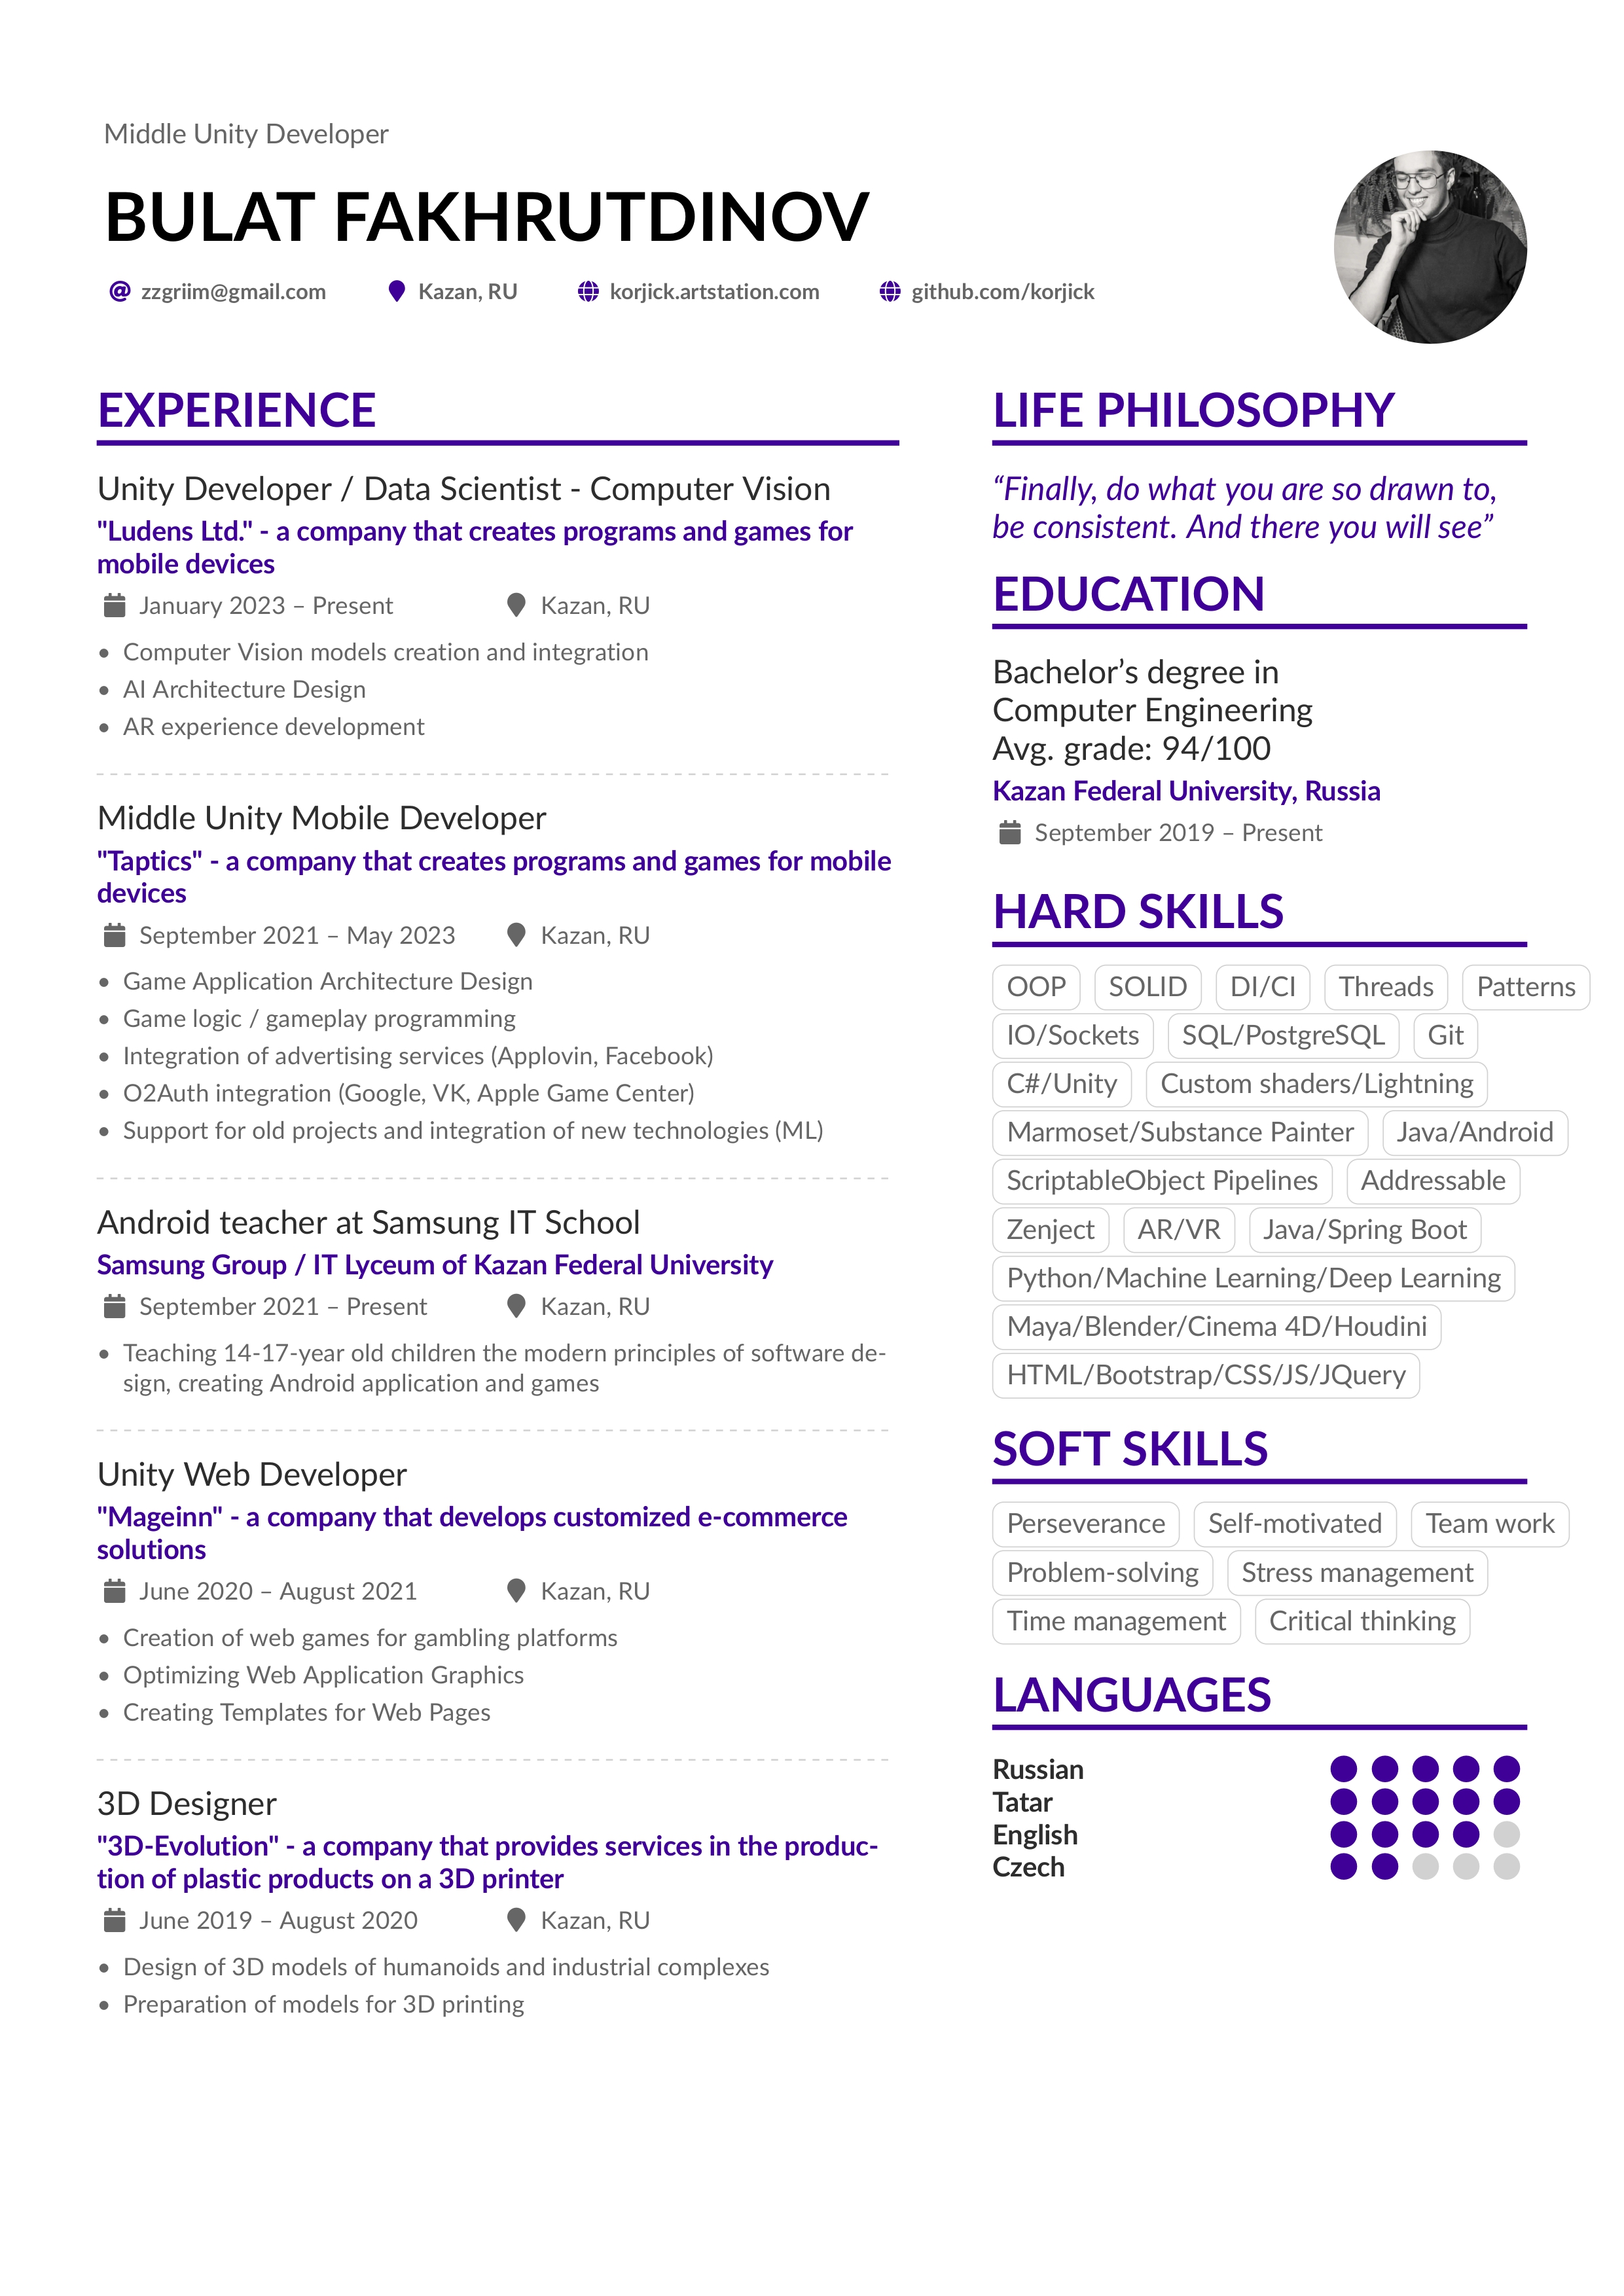 Middle Unity Developer
BULAT FAKHRUTDINOV
zzgriim@gmail.com Kazan, RU korjick.artstation.com github.com/korjick
EXPERIENCE
Unity Developer / Data Scientist - Computer Vision
"Ludens Ltd." - a company that creates programs and games for
mobile devices
January 2023 – Present Kazan, RU
• Computer Vision models creation and integration
• AI Architecture Design
• AR experience development
Middle Unity Mobile Developer
"Taptics" - a company that creates programs and games for mobile
devices
September 2021 – May 2023 Kazan, RU
• Game Application Architecture Design
• Game logic / gameplay programming
• Integration of advertising services (Applovin, Facebook)
• O2Auth integration (Google, VK, Apple Game Center)
• Support for old projects and integration of new technologies (ML)
Android teacher at Samsung IT School
Samsung Group / IT Lyceum of Kazan Federal University
September 2021 – Present Kazan, RU
• Teaching 14-17-year old children the modern principles of software de-
sign, creating Android application and games
Unity Web Developer
"Mageinn" - a company that develops customized e-commerce
solutions
June 2020 – August 2021 Kazan, RU
• Creation of web games for gambling platforms
• Optimizing Web Application Graphics
• Creating Templates for Web Pages
3D Designer
"3D-Evolution" - a company that provides services in the produc-
tion of plastic products on a 3D printer
June 2019 – August 2020 Kazan, RU
• Design of 3D models of humanoids and industrial complexes
• Preparation of models for 3D printing
LIFE PHILOSOPHY
“Finally, do what you are so drawn to,
be consistent. And there you will see”
EDUCATION
Bachelor’s degree in
Computer Engineering
Avg. grade: 94/100
Kazan Federal University, Russia
September 2019 – Present
HARD SKILLS
OOP SOLID DI/CI Threads Patterns
IO/Sockets SQL/PostgreSQL Git
C#/Unity Custom shaders/Lightning
Marmoset/Substance Painter Java/Android
ScriptableObject Pipelines Addressable
Zenject AR/VR Java/Spring Boot
Python/Machine Learning/Deep Learning
Maya/Blender/Cinema 4D/Houdini
HTML/Bootstrap/CSS/JS/JQuery
SOFT SKILLS
Perseverance Self-motivated Team work
Problem-solving Stress management
Time management Critical thinking
LANGUAGES
Russian
Tatar
English
Czech